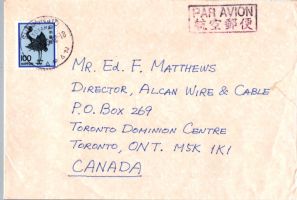 PAR AVION
航空郵便
100
MR. ED. F. MATTHEWS
DIRECTOR, ALCAN WIRE & CABLE
P.O. BOX 269
TORONTO DOMINION CENTRE
TORONTO, ONT. M5K 1K1
CANADA